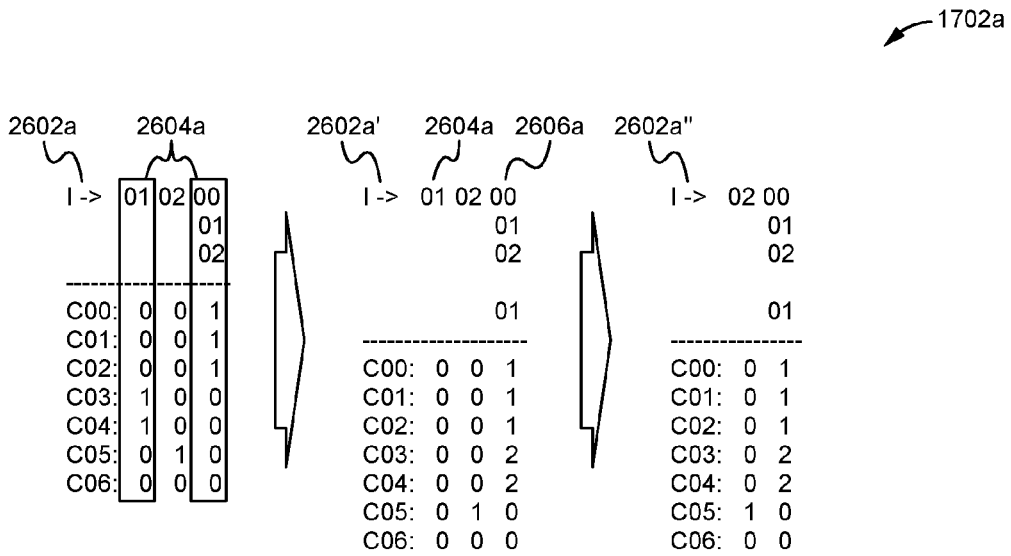 1702a
2602a 2604a 2602a' 2604a 2606a 2602a"
I -> 01 02 00 I -> 01 02 00 I -> 02 00
01 01 01
02 02 02
--------------------
01 01
-------------------- ----------------
C00: 0 0 1
C01: 0 0 1
C02: 0 0 1
C03: 1 0 0
C04: 1 0 0
C05: 0 1 0
C06: 0 0 0
C00: 0 0 1
C01: 0 0 1
C02: 0 0 1
C03: 0 0 2
C04: 0 0 2
C05: 0 1 0
C06: 0 0 0
C00: 0 1
C01: 0 1
C02: 0 1
C03: 0 2
C04: 0 2
C05: 1 0
C06: 0 0